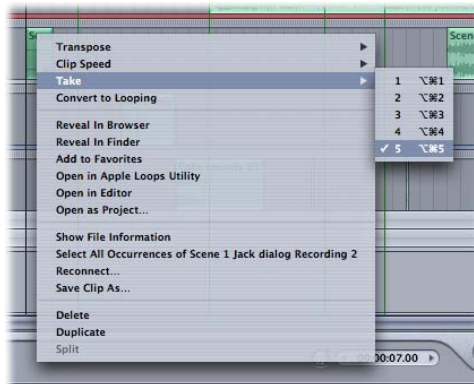 Scen
Transpose
Clip Speed
Take
Convert to Looping
1 ⌥⌘1
2 ⌥⌘2
3 ⌥⌘3
4 ⌥⌘4
✓ 5 ⌥⌘5
Reveal In Browser
Reveal In Finder
Add to Favorites
Open in Apple Loops Utility
Open in Editor
Open as Project...
Show File Information
Select All Occurrences of Scene 1 Jack dialog Recording 2
Reconnect...
Save Clip As...
Delete
Duplicate
Split
00:00:07.00